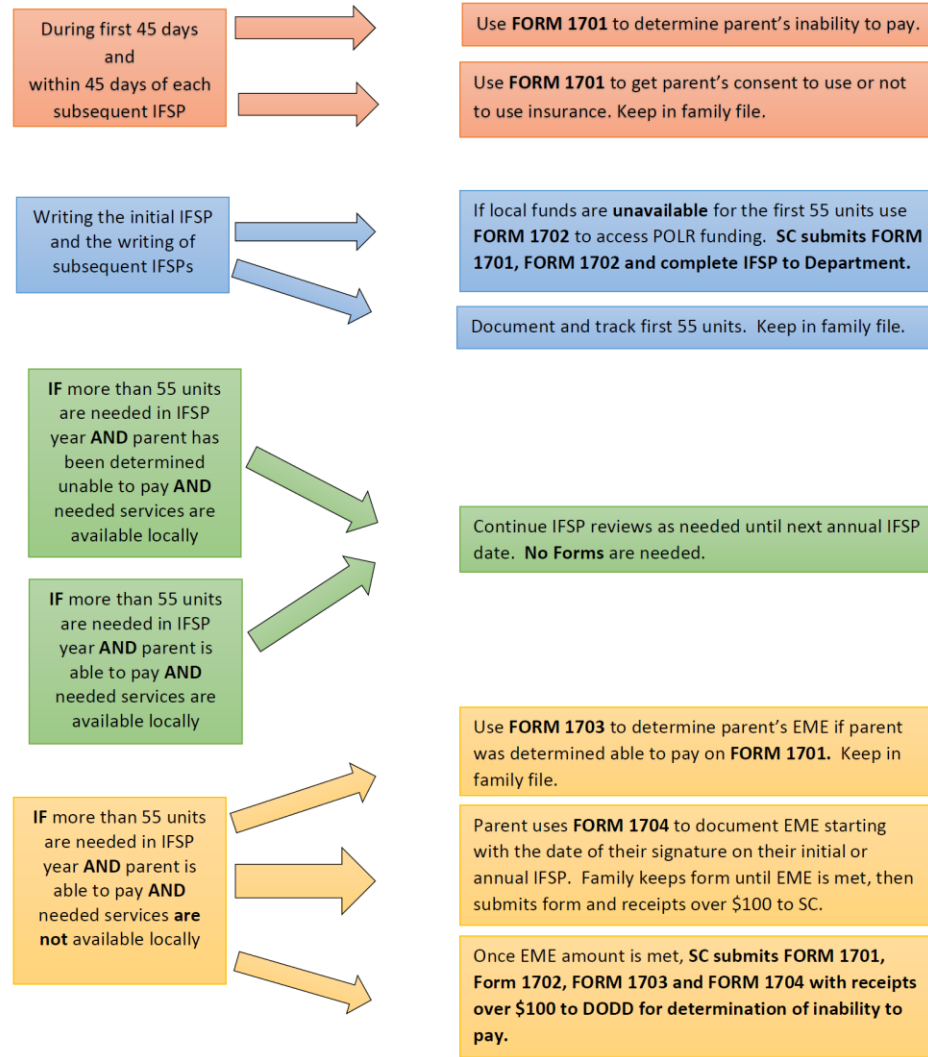 During first 45 days
and
within 45 days of each
subsequent IFSP
Use FORM 1701 to determine parent's inability to pay.
Use FORM 1701 to get parent's consent to use or not
to use insurance. Keep in family file.
Writing the initial IFSP
and the writing of
subsequent IFSPs
If local funds are unavailable for the first 55 units use
FORM 1702 to access POLR funding.  SC submits FORM
1701, FORM 1702 and complete IFSP to Department.
Document and track first 55 units.  Keep in family file.
IF more than 55 units
are needed in IFSP
year AND parent has
been determined
unable to pay AND
needed services are
available locally
IF more than 55 units
are needed in IFSP
year AND parent is
able to pay AND
needed services are
available locally
Continue IFSP reviews as needed until next annual IFSP
date.  No Forms are needed.
IF more than 55 units
are needed in IFSP
year AND parent is
able to pay AND
needed services are
not available locally
Use FORM 1703 to determine parent's EME if parent
was determined able to pay on FORM 1701.  Keep in
family file.
Parent uses FORM 1704 to document EME starting
with the date of their signature on their initial or
annual IFSP.  Family keeps form until EME is met, then
submits form and receipts over $100 to SC.
Once EME amount is met, SC submits FORM 1701,
Form 1702, FORM 1703 and FORM 1704 with receipts
over $100 to DODD for determination of inability to
pay.